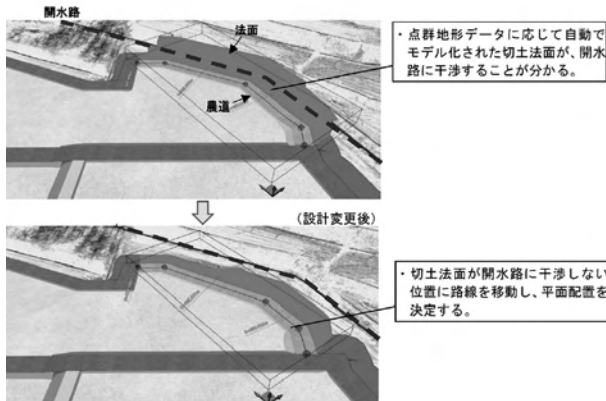 開水路
法面
農道
・点群地形データに応じて自動で
モデル化された切土法面が、開水
路に干渉することが分かる。
(設計変更後)
・切土法面が開水路に干渉しない
位置に路線を移動し、平面配置を
決定する。